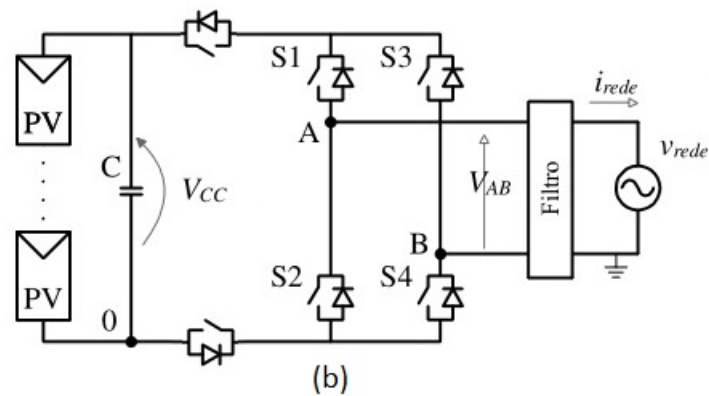 S1
S3
PV
C
V_CC
A
V_AB
Filtro
i_rede
v_rede
B
S2
S4
PV
0
(b)